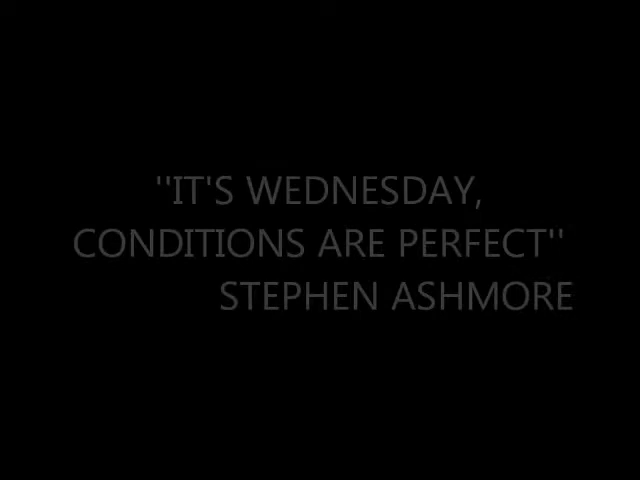 ''IT'S WEDNESDAY,
CONDITIONS ARE PERFECT''
STEPHEN ASHMORE